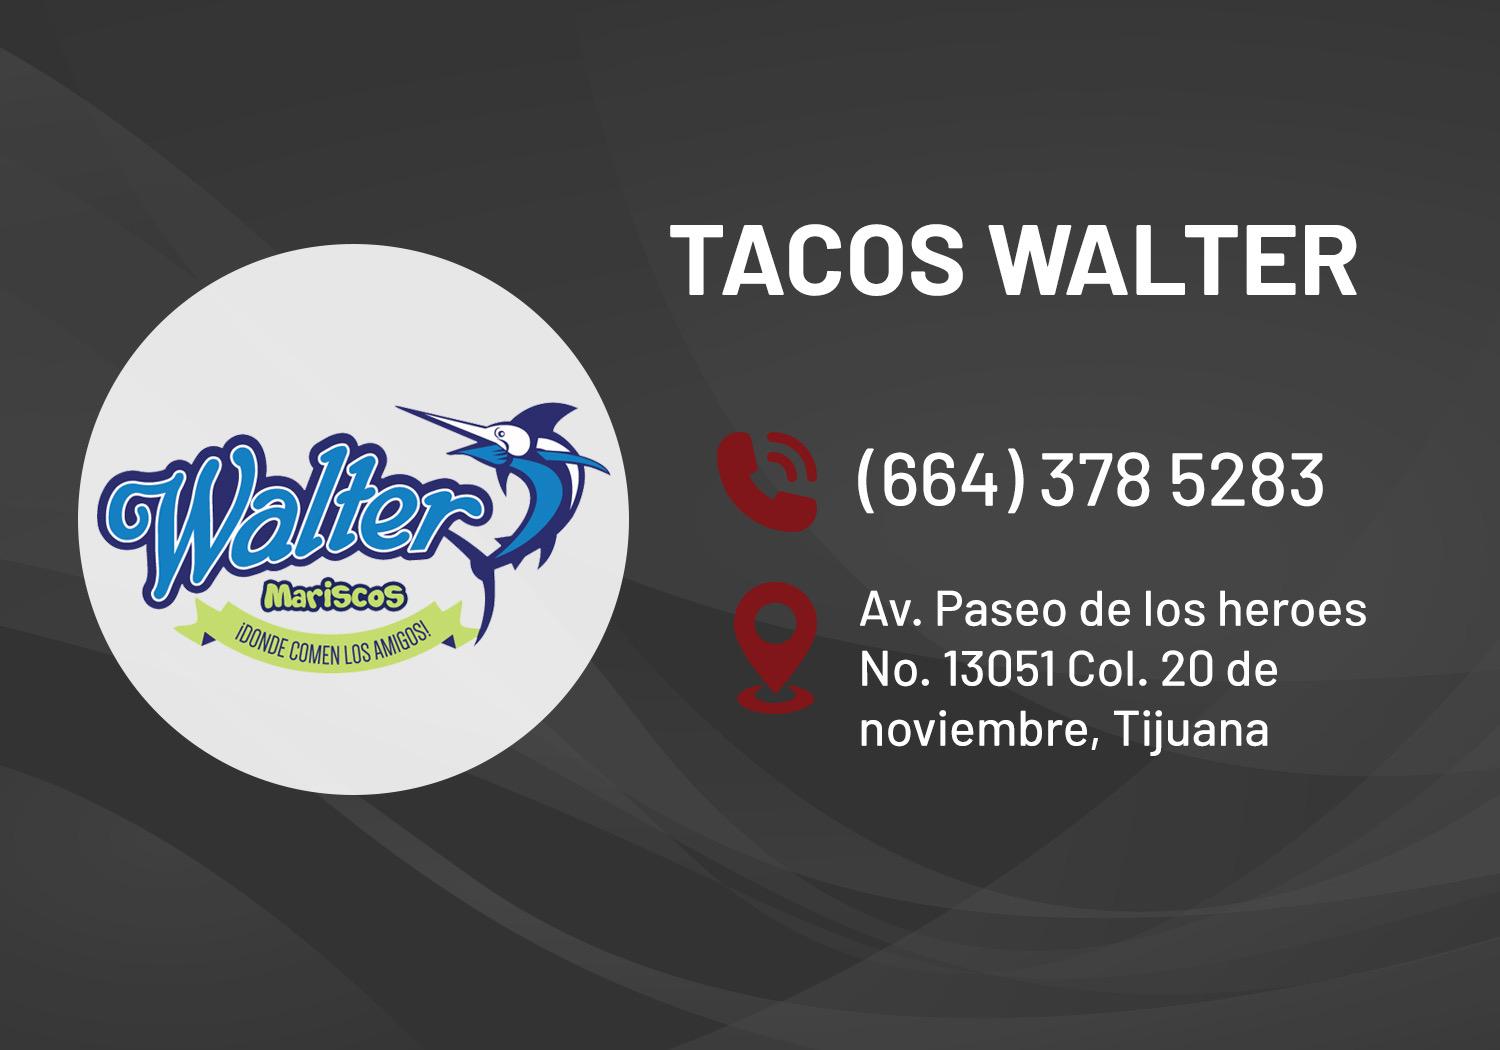 TACOS WALTER
Walter
Mariscos
¡DONDE COMEN LOS AMIGOS!
(664) 378 5283
Av. Paseo de los heroes
No. 13051 Col. 20 de
noviembre, Tijuana